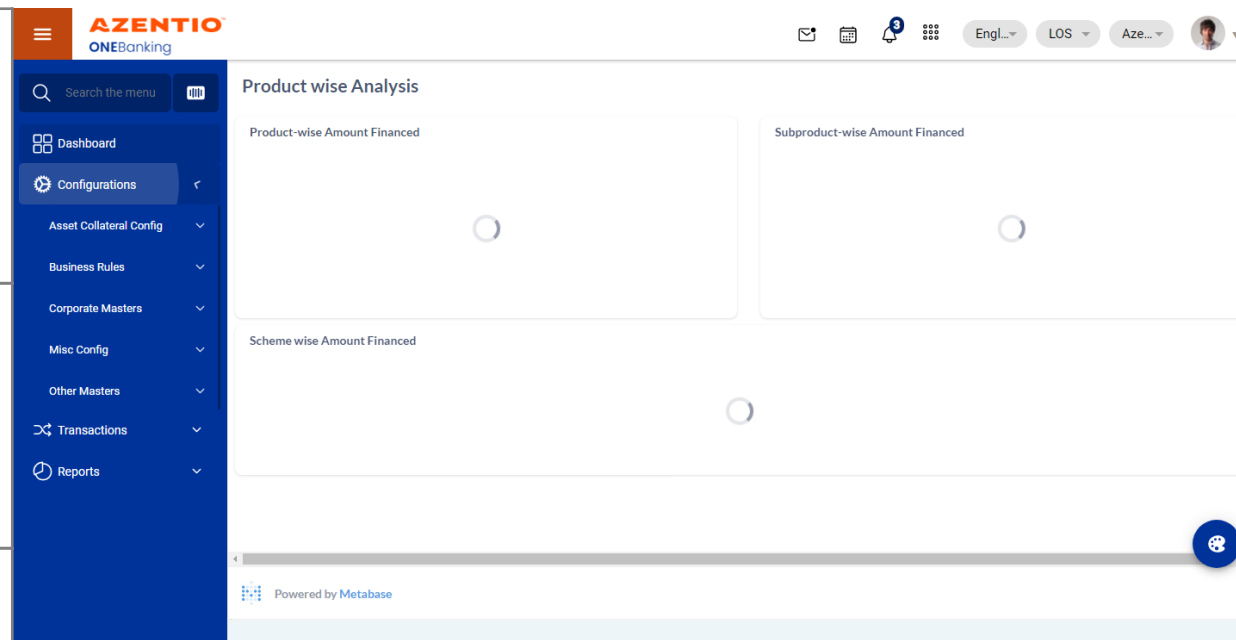 AZENTIO
ONEBanking
3
Engl...
LOS
Aze...
Search the menu
Dashboard
Configurations
Asset Collateral Config
Business Rules
Corporate Masters
Misc Config
Other Masters
Transactions
Reports
Product wise Analysis
Product-wise Amount Financed
Subproduct-wise Amount Financed
Scheme wise Amount Financed
Powered by Metabase